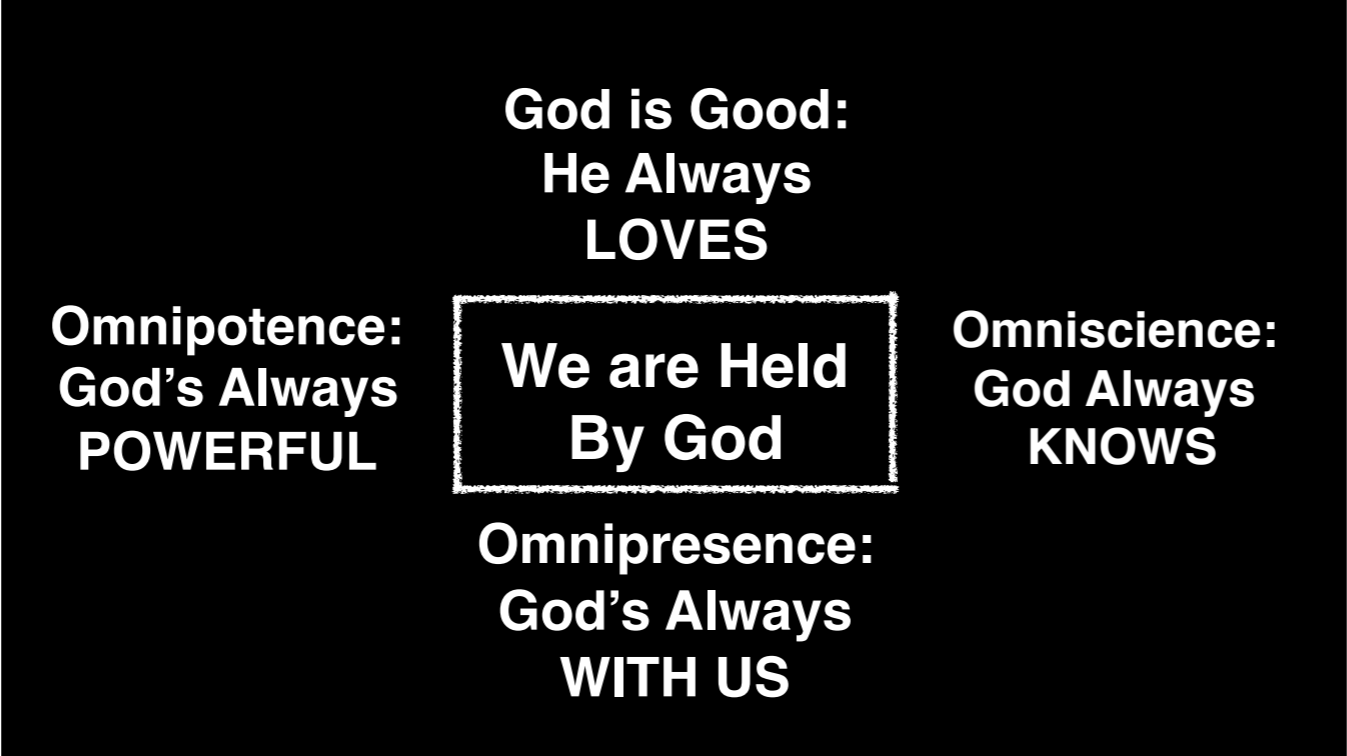 God is Good:
He Always
LOVES
Omnipotence:
God’s Always
POWERFUL
We are Held
By God
Omniscience:
God Always
KNOWS
Omnipresence:
God’s Always
WITH US